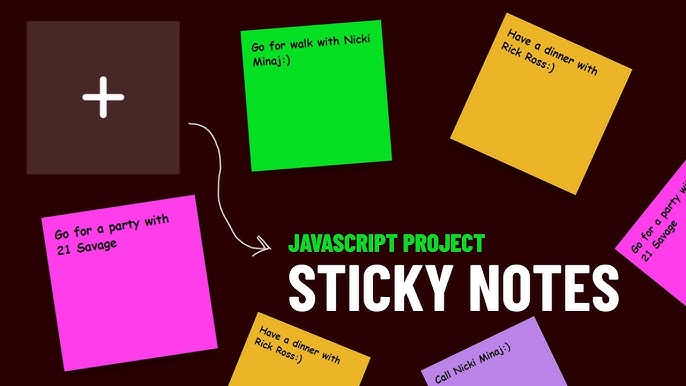 Go for walk with Nicki
Minaj:)
Have a dinner with
Rick Ross:)
Go for a party with
21 Savage
Go for a party with
21 Savage
JAVASCRIPT PROJECT
STICKY NOTES
Have a dinner with
Rick Ross:)
Call Nicki Minaj:)